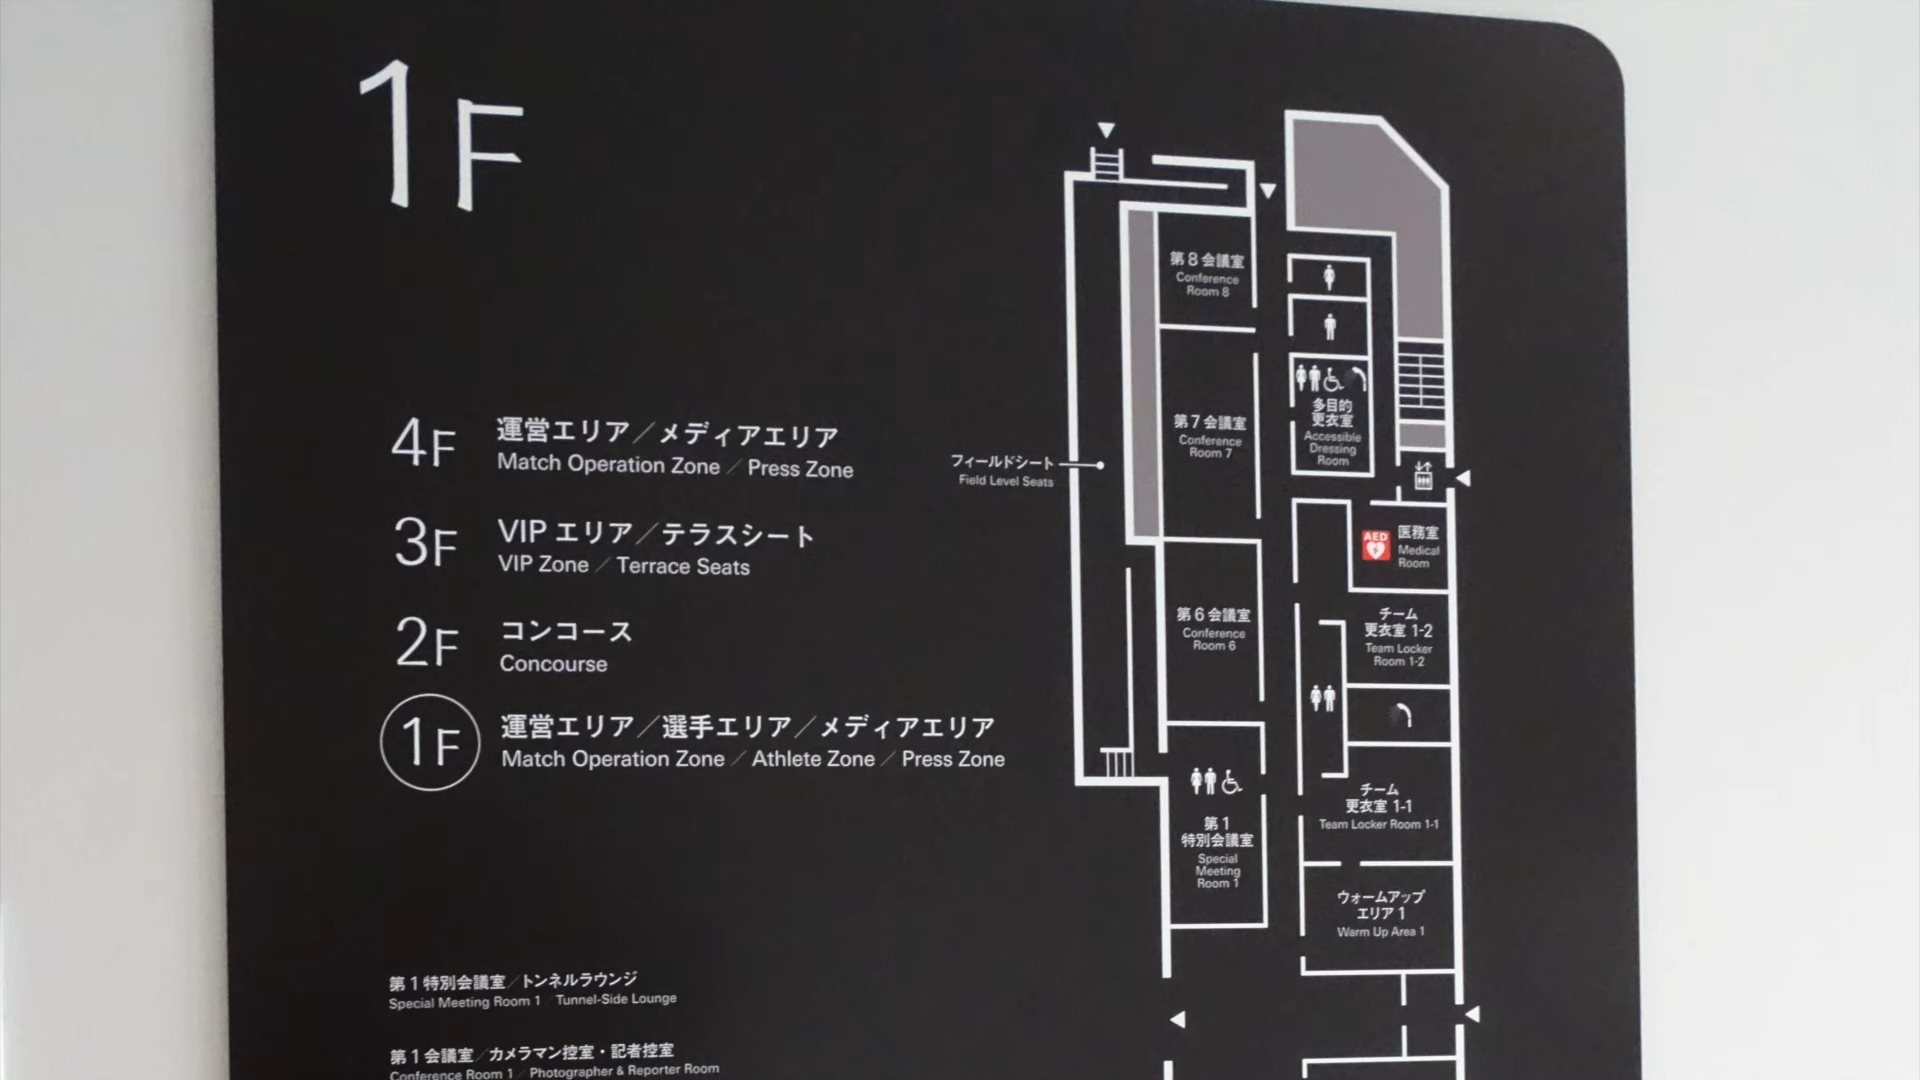 1F
4F
運営エリア／メディアエリア
Match Operation Zone ／ Press Zone
3F
VIP エリア／テラスシート
VIP Zone ／ Terrace Seats
2F
コンコース
Concourse
1F
運営エリア／選手エリア／メディアエリア
Match Operation Zone ／ Athlete Zone ／ Press Zone
第1特別会議室／トンネルラウンジ
Special Meeting Room 1 ／ Tunnel-Side Lounge
第1会議室／カメラマン控室・記者控室
Conference Room 1 ／ Photographer & Reporter Room
フィールドシート
Field Level Seats
第8会議室
Conference
Room 8
第7会議室
Conference
Room 7
第6会議室
Conference
Room 6
第1
特別会議室
Special
Meeting
Room 1
多目的
更衣室
Accessible
Dressing
Room
AED
医務室
Medical
Room
チーム
更衣室 1-2
Team Locker
Room 1-2
チーム
更衣室 1-1
Team Locker Room 1-1
ウォームアップ
エリア 1
Warm Up Area 1